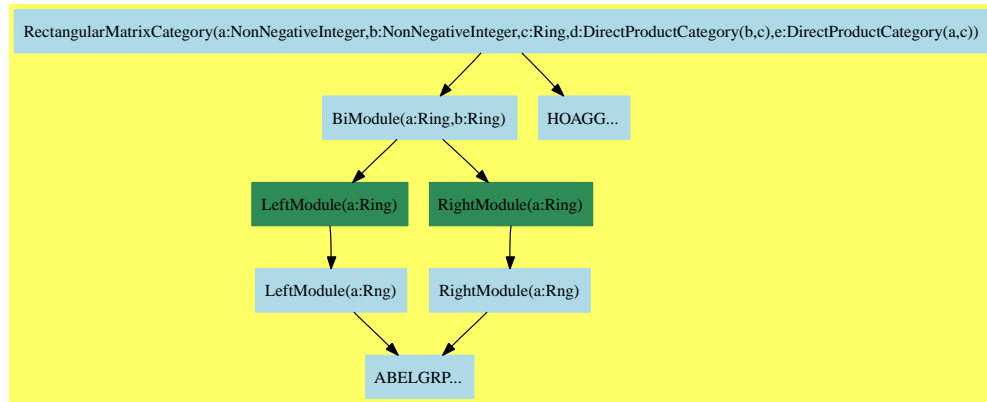 RectangularMatrixCategory(a:NonNegativeInteger,b:NonNegativeInteger,c:Ring,d:DirectProductCategory(b,c),e:DirectProductCategory(a,c))
BiModule(a:Ring,b:Ring)
HOAGG...
LeftModule(a:Ring)
RightModule(a:Ring)
LeftModule(a:Rng)
RightModule(a:Rng)
ABELGRP...